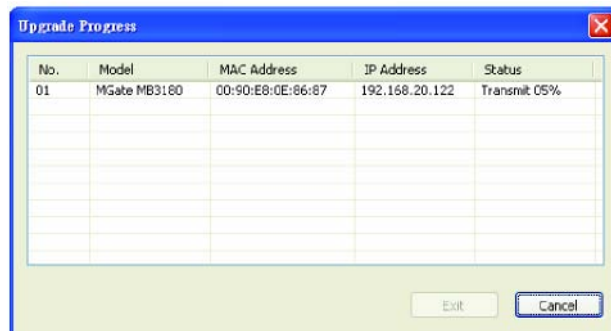 Upgrade Progress
No. Model MAC Address IP Address Status
01 MGate MB3180 00:90:E8:0E:86:87 192.168.20.122 Transmit 05%
Exit Cancel